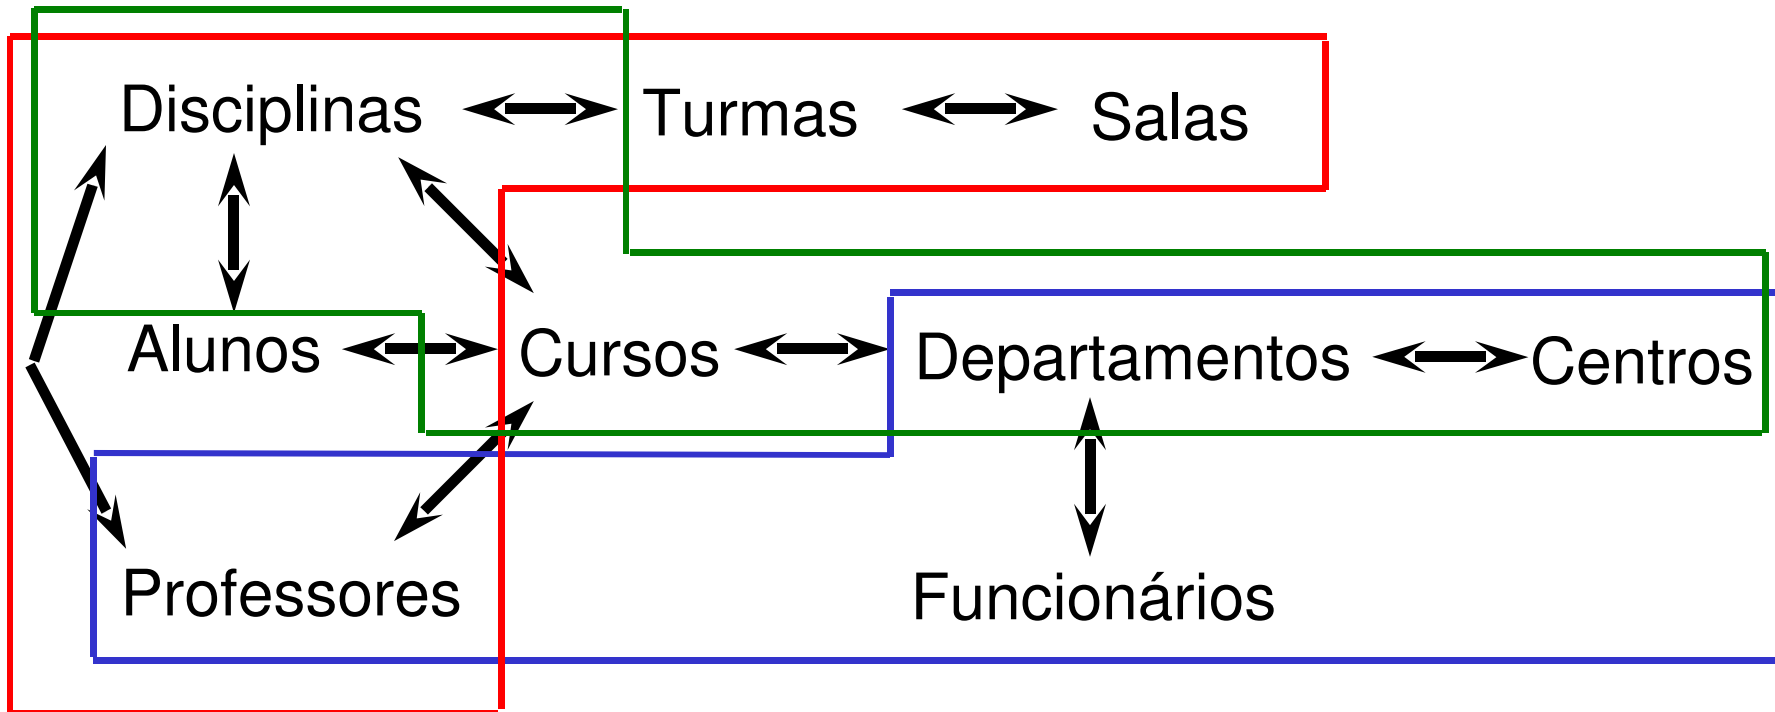 Disciplinas Turmas Salas
Alunos Cursos Departamentos Centros
Professores Funcionários